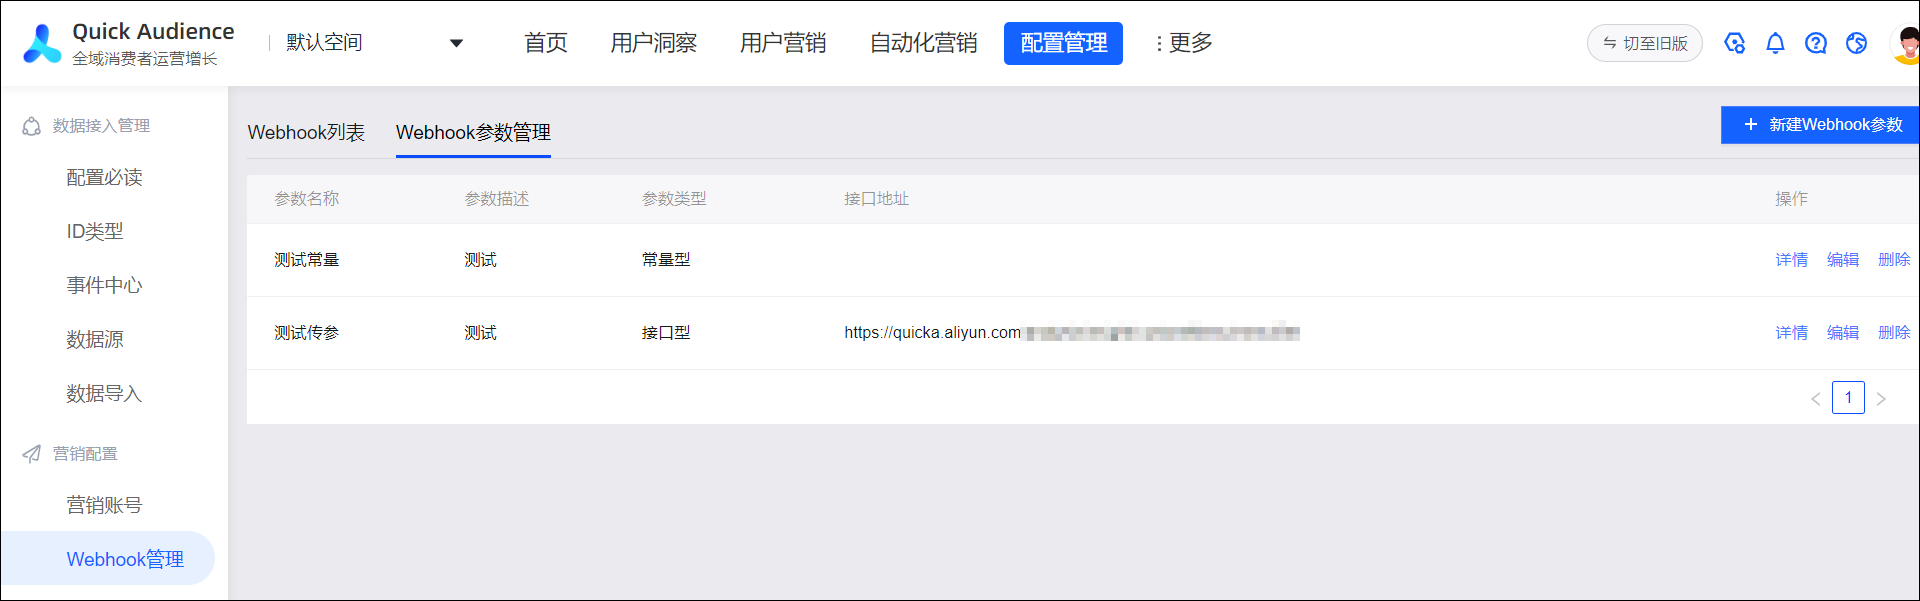 Quick Audience
全域消费者运营增长
默认空间
首页
用户洞察
用户营销
自动化营销
配置管理
更多
切至旧版
数据接入管理
配置必读
ID类型
事件中心
数据源
数据导入
营销配置
营销账号
Webhook管理
Webhook列表
Webhook参数管理
新建Webhook参数
参数名称 参数描述 参数类型 接口地址 操作
测试常量 测试 常量型 详情 编辑 删除
测试传参 测试 接口型 https://quicka.aliyun.com 详情 编辑 删除
1